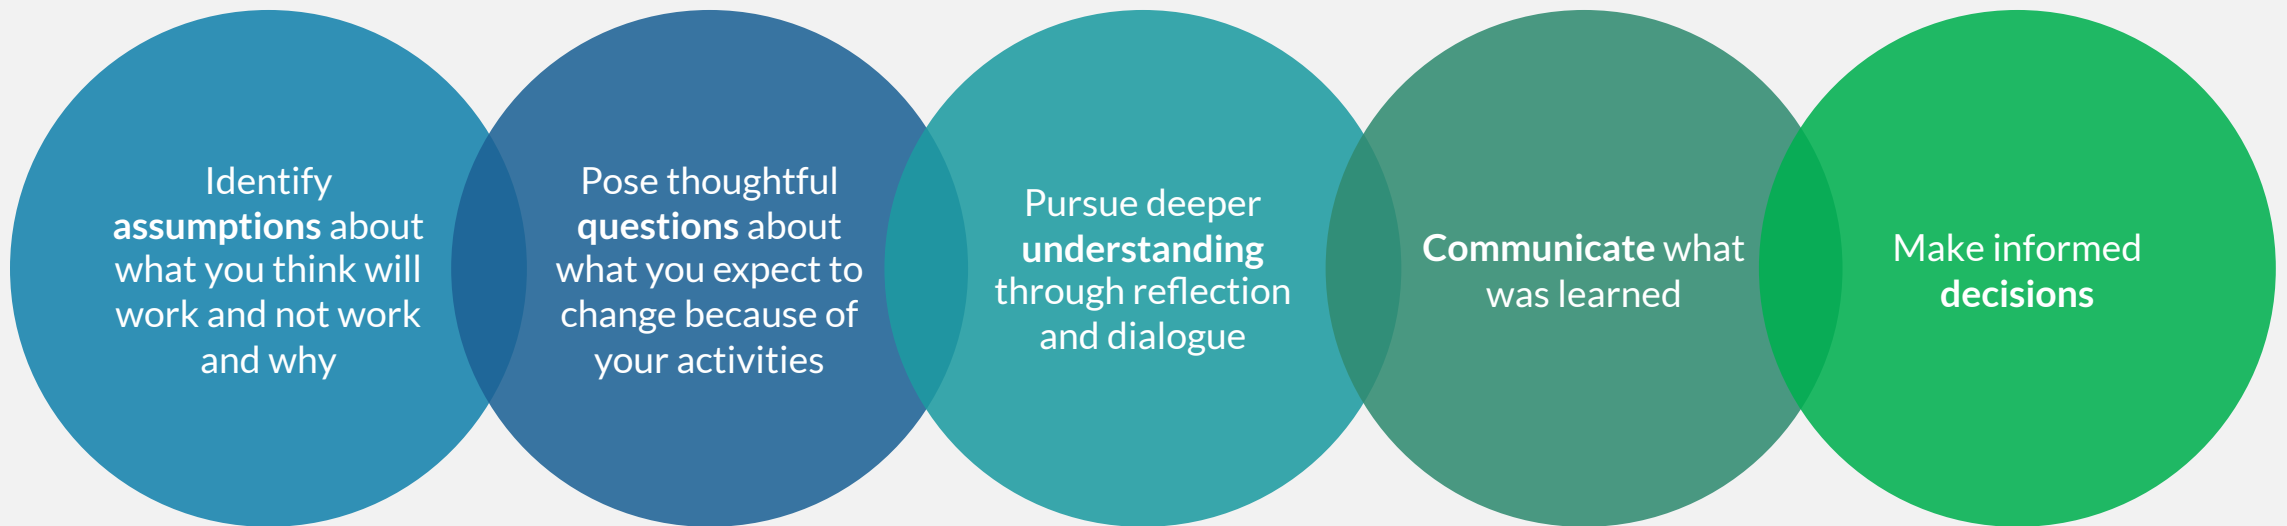 Identify
assumptions about
what you think will
work and not work
and why
Pose thoughtful
questions about
what you expect to
change because of
your activities
Pursue deeper
understanding
through reflection
and dialogue
Communicate what
was learned
Make informed
decisions